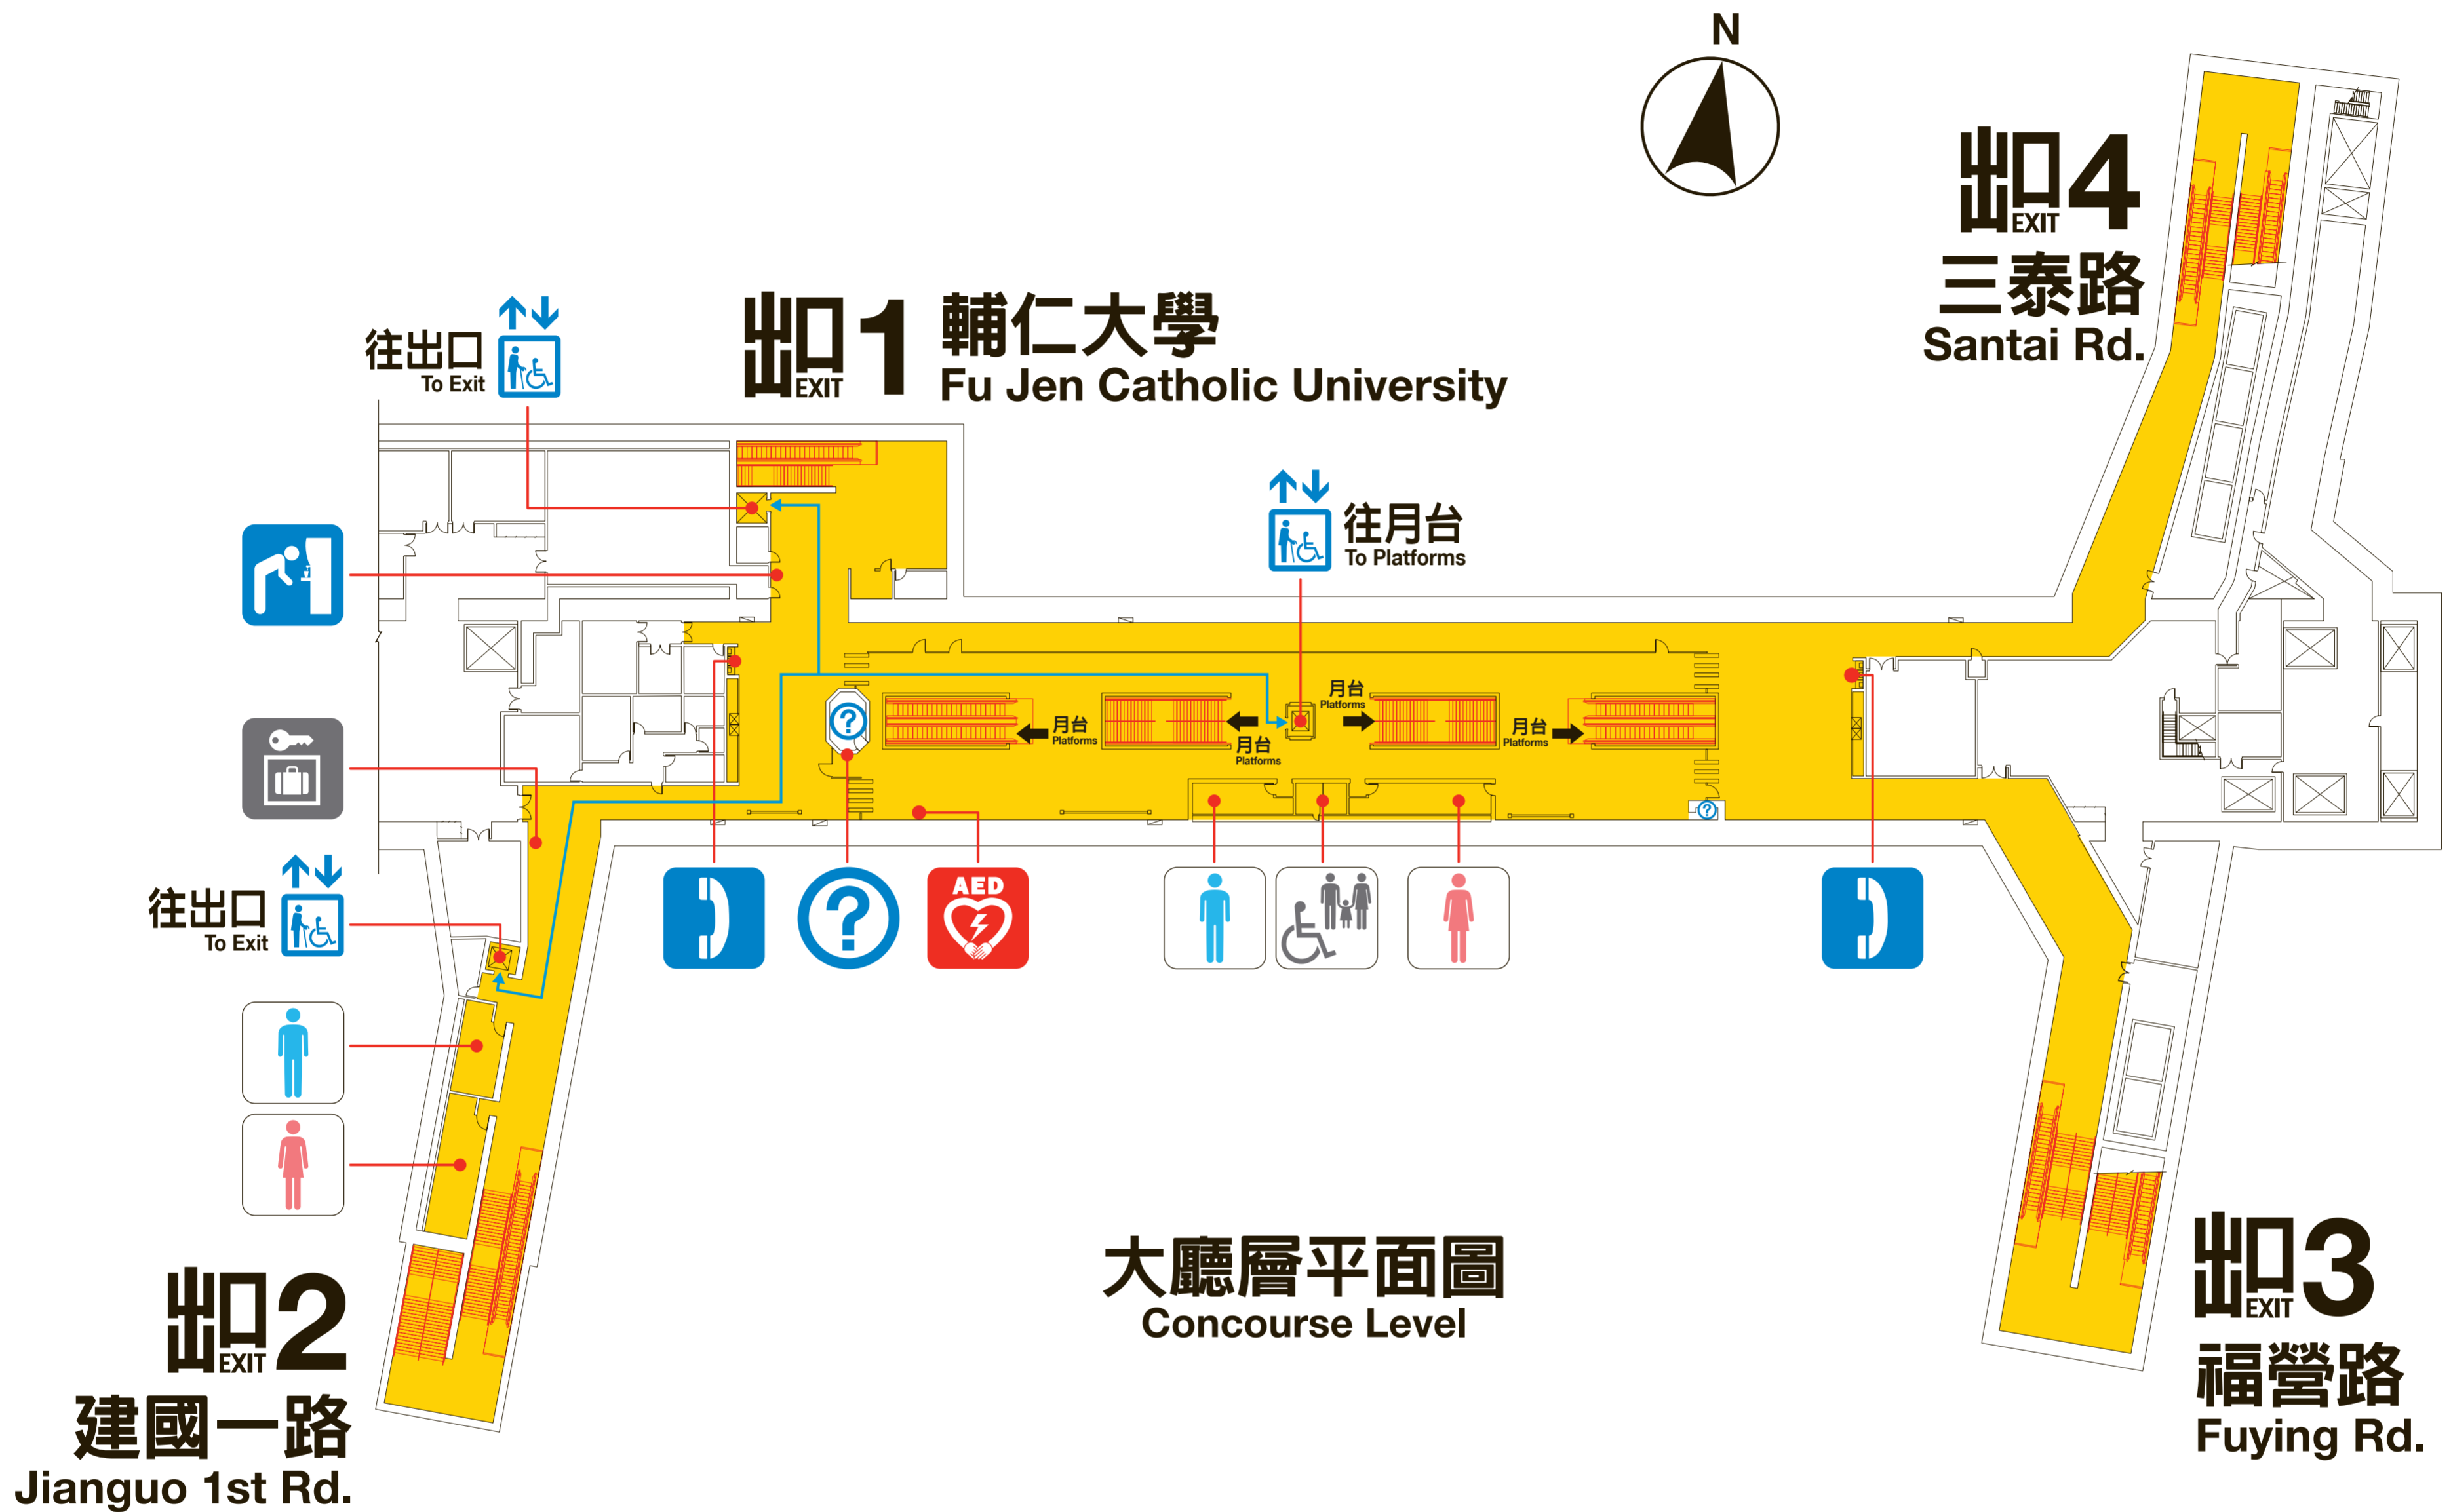 N
出口4
EXIT
三泰路
Santai Rd.
出口1
EXIT
輔仁大學
Fu Jen Catholic University
往出口
To Exit
往月台
To Platforms
月台
Platforms
月台
Platforms
月台
Platforms
月台
Platforms
?
?
往出口
To Exit
?
AED
大廳層平面圖
Concourse Level
出口2
EXIT
建國一路
Jianguo 1st Rd.
出口3
EXIT
福營路
Fuying Rd.